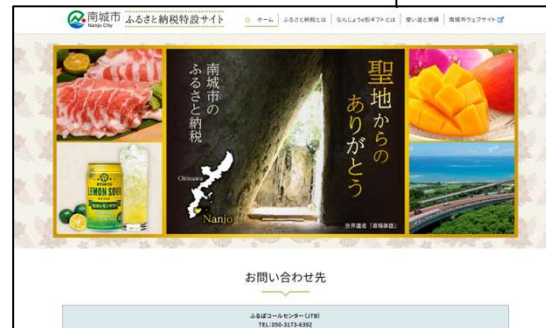 南城市
Nanjo City
ふるさと納税特設サイト
ホーム
ふるさと納税とは
なんじょうe街ギフトとは
使い道と実績
南城市ウェブサイト
南城市の
ふるさと納税
聖地からの
ありがとう
Okinawa
Nanjo
LEMON SOUR
世界遺産「斎場御嶽」
お問い合わせ先
ふるぽコールセンター(JTB)
TEL:050-3173-6392